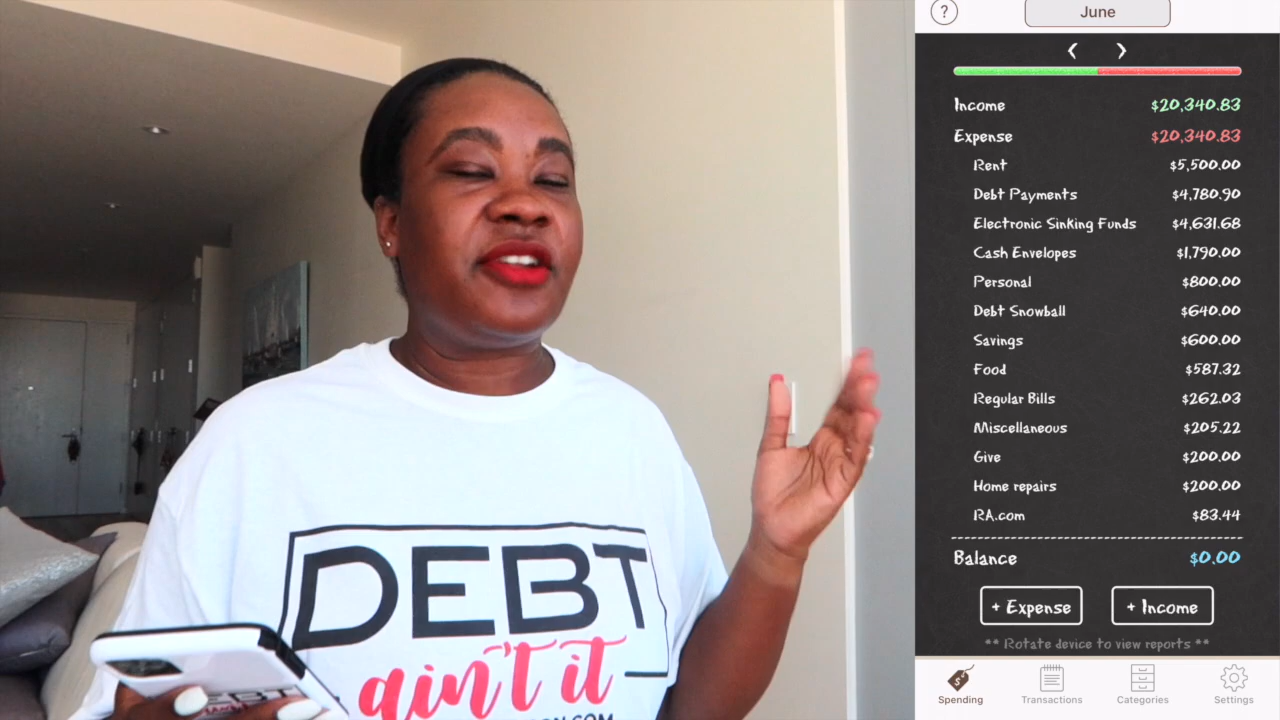 DEBT
ain't it
?
June
Income $20,340.83
Expense $20,340.83
Rent $5,500.00
Debt Payments $4,780.90
Electronic Sinking Funds $4,631.68
Cash Envelopes $1,790.00
Personal $800.00
Debt Snowball $640.00
Savings $600.00
Food $587.32
Regular Bills $262.03
Miscellaneous $205.22
Give $200.00
Home repairs $200.00
RA.com $83.44
Balance $0.00
+ Expense + Income
** Rotate device to view reports **
Spending Transactions Categories Settings